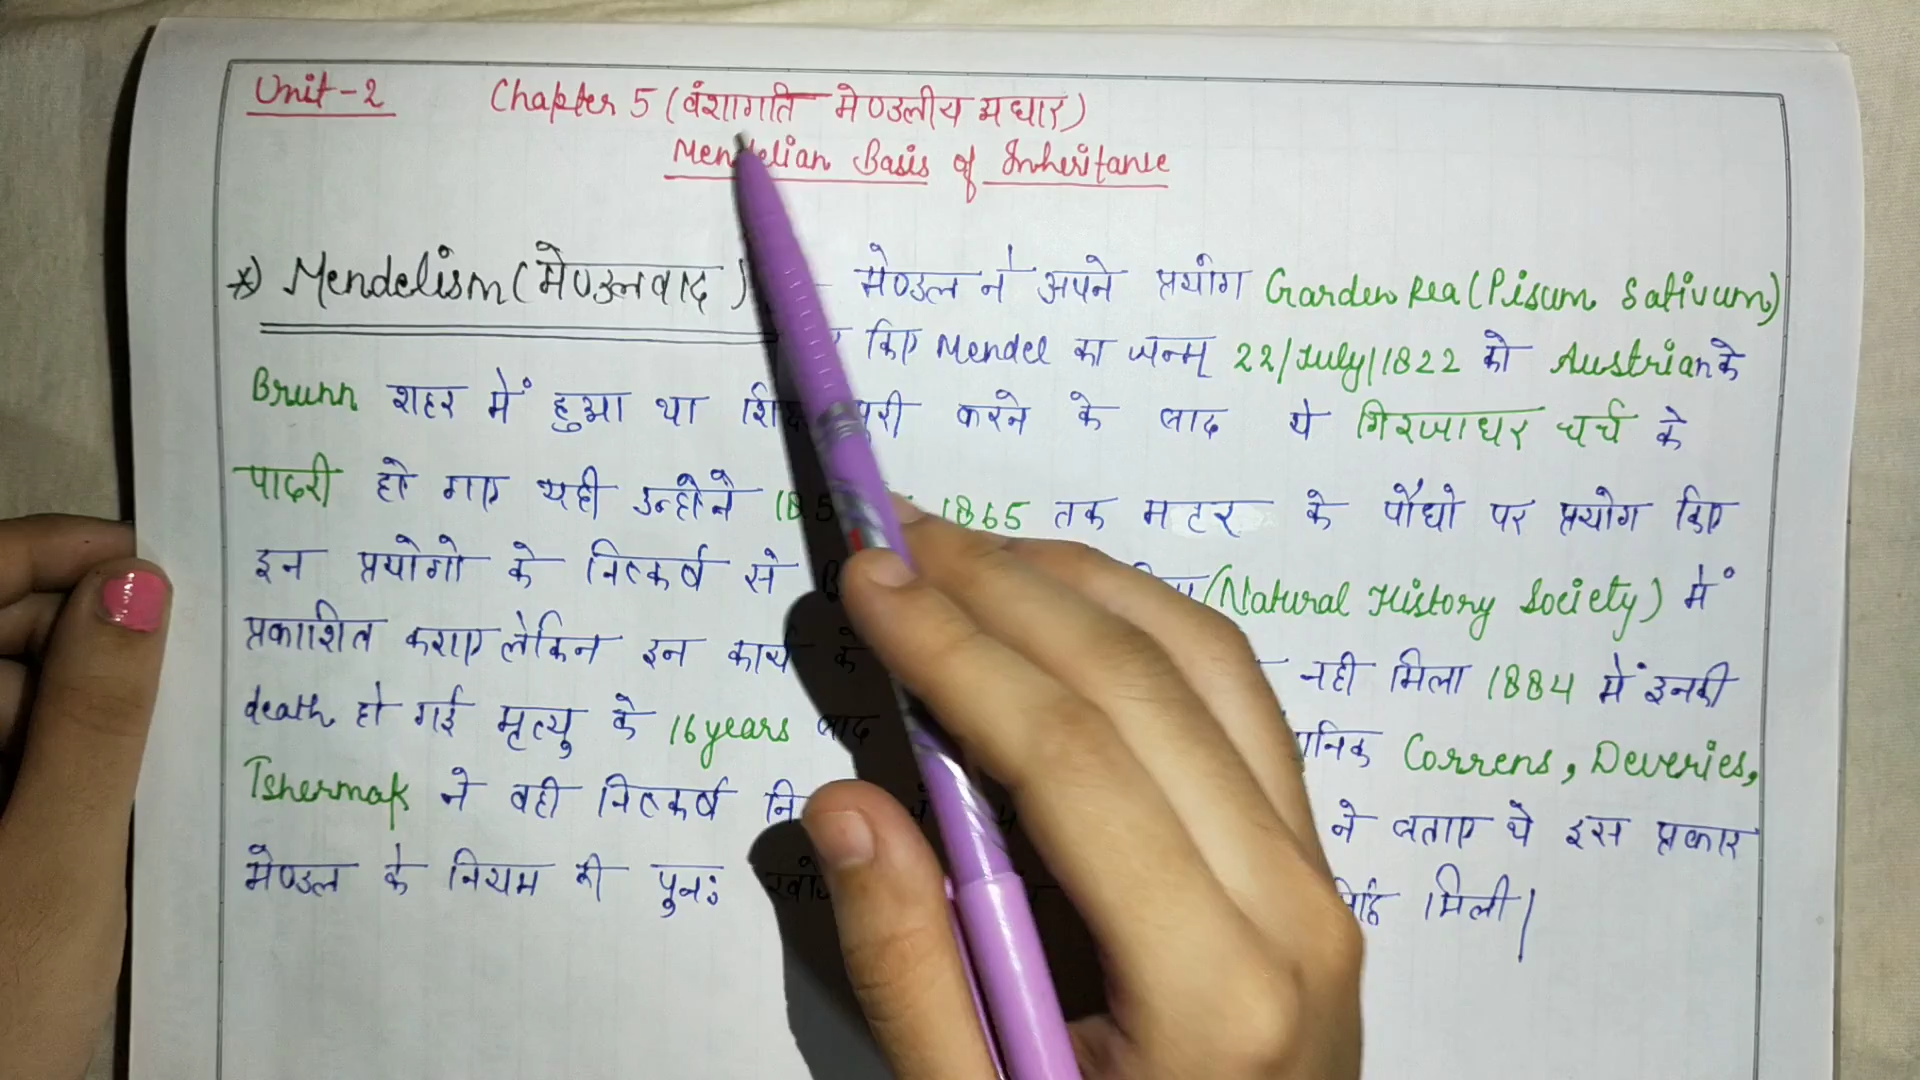 Unit-2 Chapter 5 (वंशागति मेण्डलीय अधार)
Mendelian Basis of Inheritance
*) Mendelism (मेण्डलवाद) - मेण्डल ने अपने प्रयोग Garden Pea (Pisum Sativum)
किए Mendel का जन्म 22/July/1822 को Austrian के
Brunn शहर में हुआ था पुरी करने के बाद ये गिरजाघर चर्च के
पादरी हो गए यही उन्होने 1865 तक मटर के पौधो पर प्रयोग किए
इन प्रयोगो के निष्कर्ष से (Natural History Society) में
प्रकाशित कराए लेकिन इन कार्य के नही मिला 1884 में इनकी
death हो गई मृत्यु के 16 years बाद Correns, Deveries,
Tshermak ने वही निष्कर्ष ने बताए थे इस प्रकार
मेण्डल के नियम की पुनः मिली।